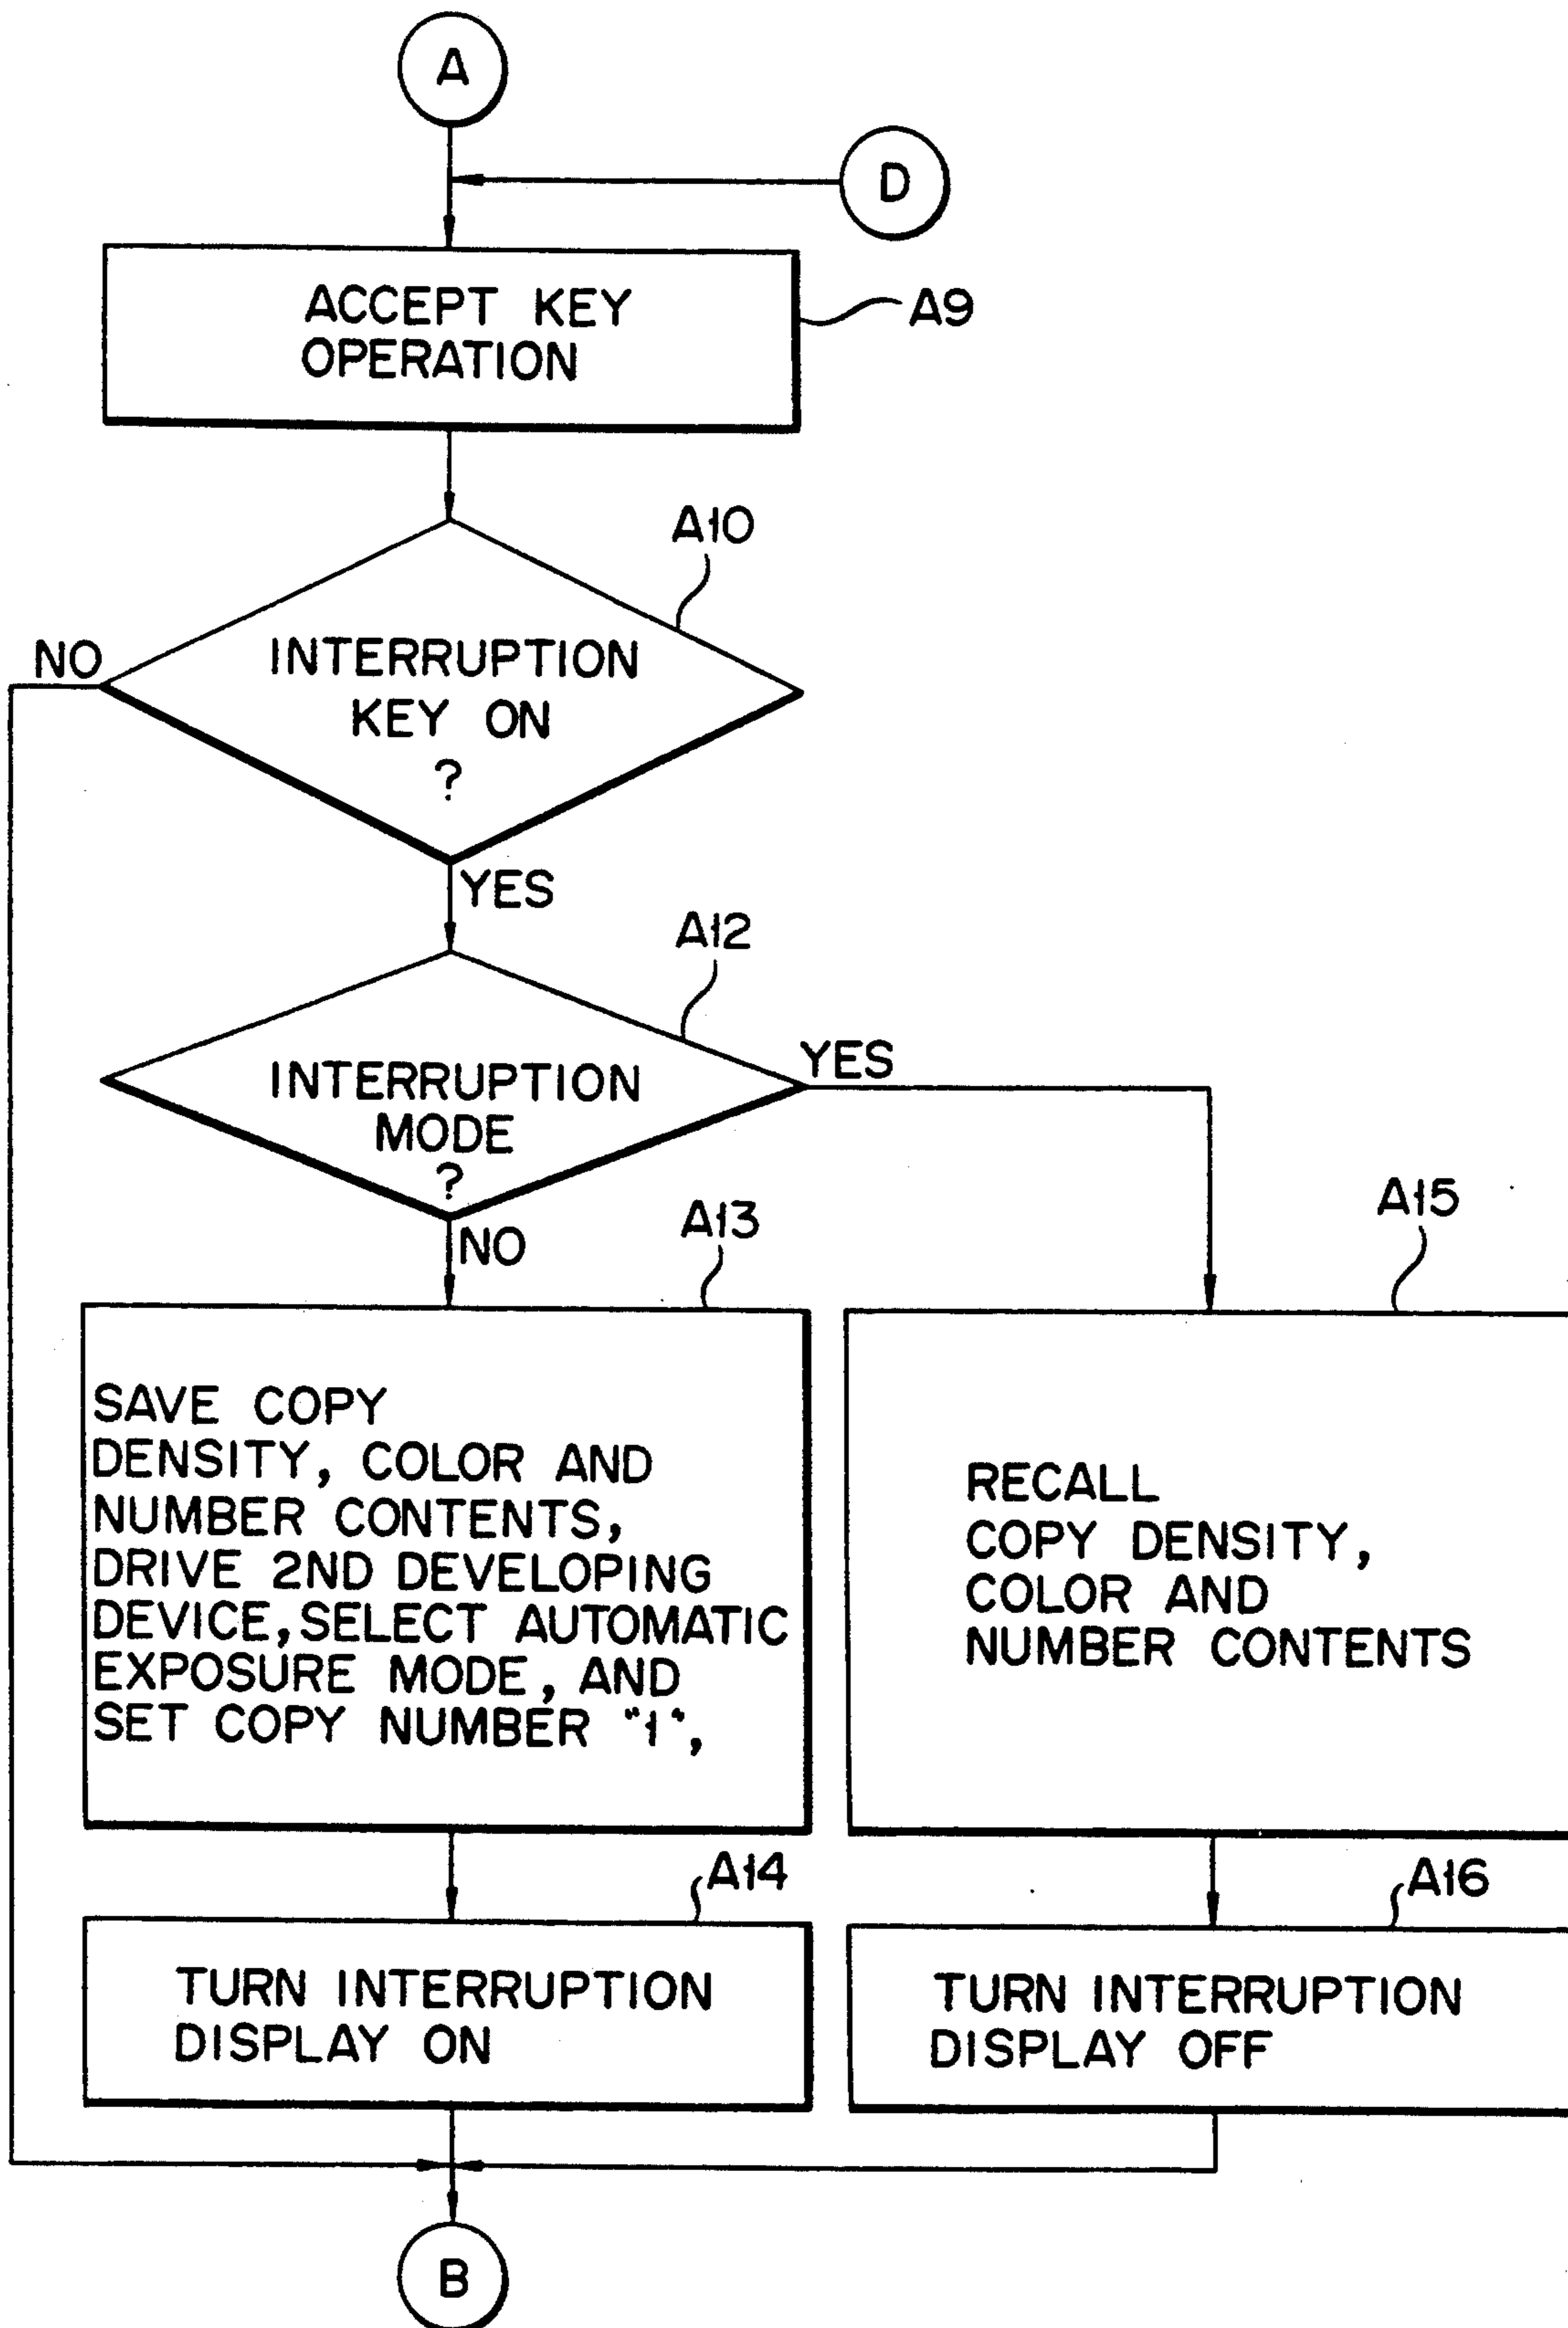 A
D
ACCEPT KEY
OPERATION
A9
A10
NO
INTERRUPTION
KEY ON
?
YES
A12
YES
INTERRUPTION
MODE
?
NO
A13
A15
SAVE COPY
DENSITY, COLOR AND
NUMBER CONTENTS,
DRIVE 2ND DEVELOPING
DEVICE, SELECT AUTOMATIC
EXPOSURE MODE, AND
SET COPY NUMBER "1",
RECALL
COPY DENSITY,
COLOR AND
NUMBER CONTENTS
A14
A16
TURN INTERRUPTION
DISPLAY ON
TURN INTERRUPTION
DISPLAY OFF
B